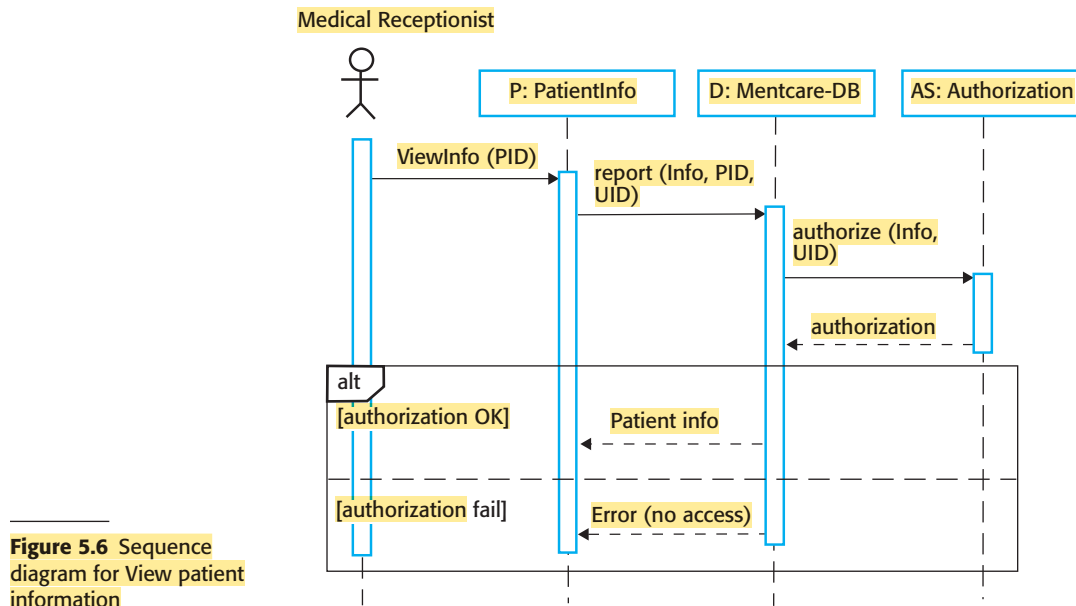 Medical Receptionist
P: PatientInfo
D: Mentcare-DB
AS: Authorization
ViewInfo (PID)
report (Info, PID,
UID)
authorize (Info,
UID)
authorization
alt
[authorization OK]
Patient info
[authorization fail]
Error (no access)
Figure 5.6 Sequence
diagram for View patient
information